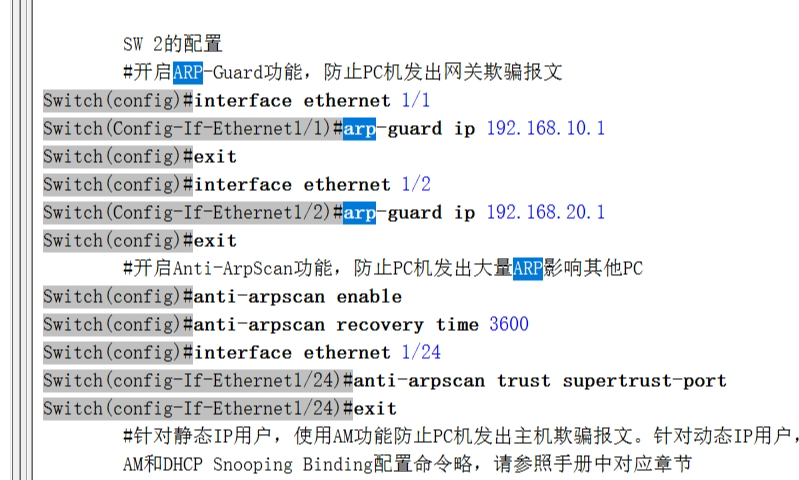 SW 2的配置
#开启ARP-Guard功能，防止PC机发出网关欺骗报文
Switch(config)#interface ethernet 1/1
Switch(Config-If-Ethernet1/1)#arp-guard ip 192.168.10.1
Switch(config)#exit
Switch(config)#interface ethernet 1/2
Switch(Config-If-Ethernet1/2)#arp-guard ip 192.168.20.1
Switch(config)#exit
#开启Anti-ArpScan功能，防止PC机发出大量ARP影响其他PC
Switch(config)#anti-arpscan enable
Switch(config)#anti-arpscan recovery time 3600
Switch(config)#interface ethernet 1/24
Switch(config-If-Ethernet1/24)#anti-arpscan trust supertrust-port
Switch(config-If-Ethernet1/24)#exit
#针对静态IP用户，使用AM功能防止PC机发出主机欺骗报文。针对动态IP用户，
AM和DHCP Snooping Binding配置命令略，请参照手册中对应章节